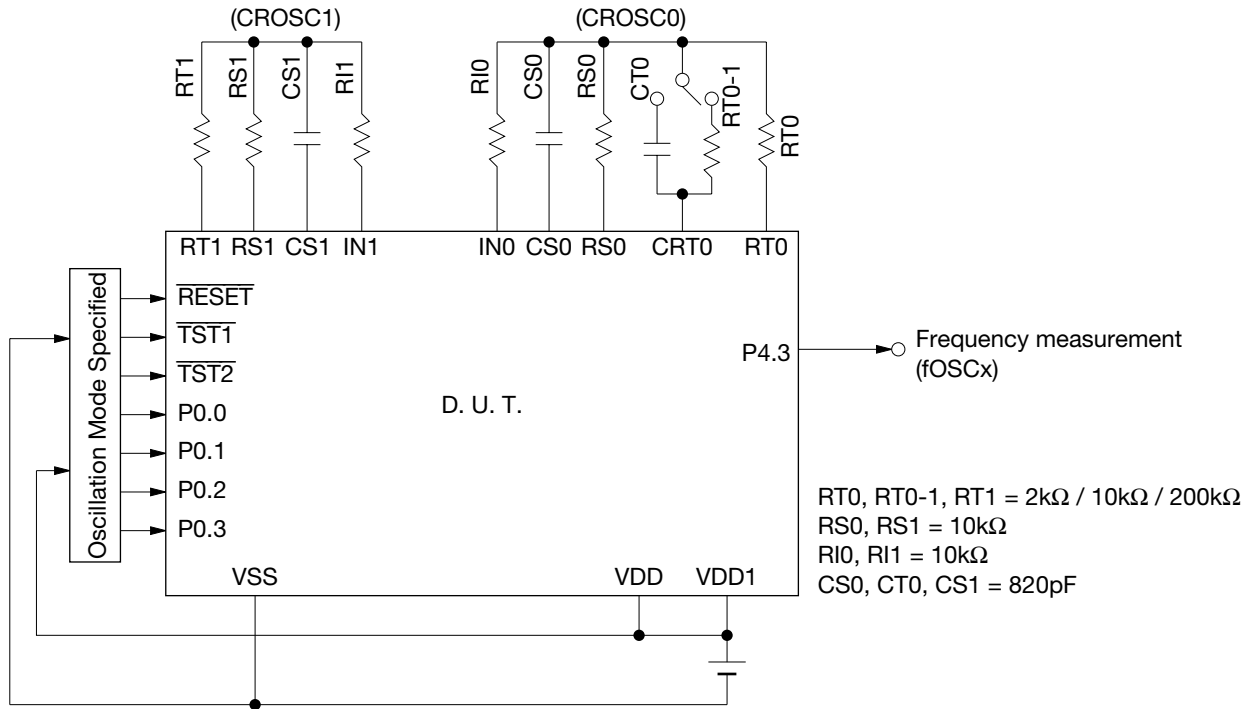 (CROSC1)
(CROSC0)
RT1
RS1
CS1
RI1
RI0
CS0
RS0
CT0
RT0-1
RT0
RT1 RS1 CS1 IN1
IN0 CS0 RS0 CRT0 RT0
Oscillation Mode Specified
RESET
TST1
TST2
P0.0
P0.1
P0.2
P0.3
D. U. T.
P4.3
Frequency measurement
(fOSCx)
VSS VDD VDD1
RT0, RT0-1, RT1 = 2kΩ / 10kΩ / 200kΩ
RS0, RS1 = 10kΩ
RI0, RI1 = 10kΩ
CS0, CT0, CS1 = 820pF